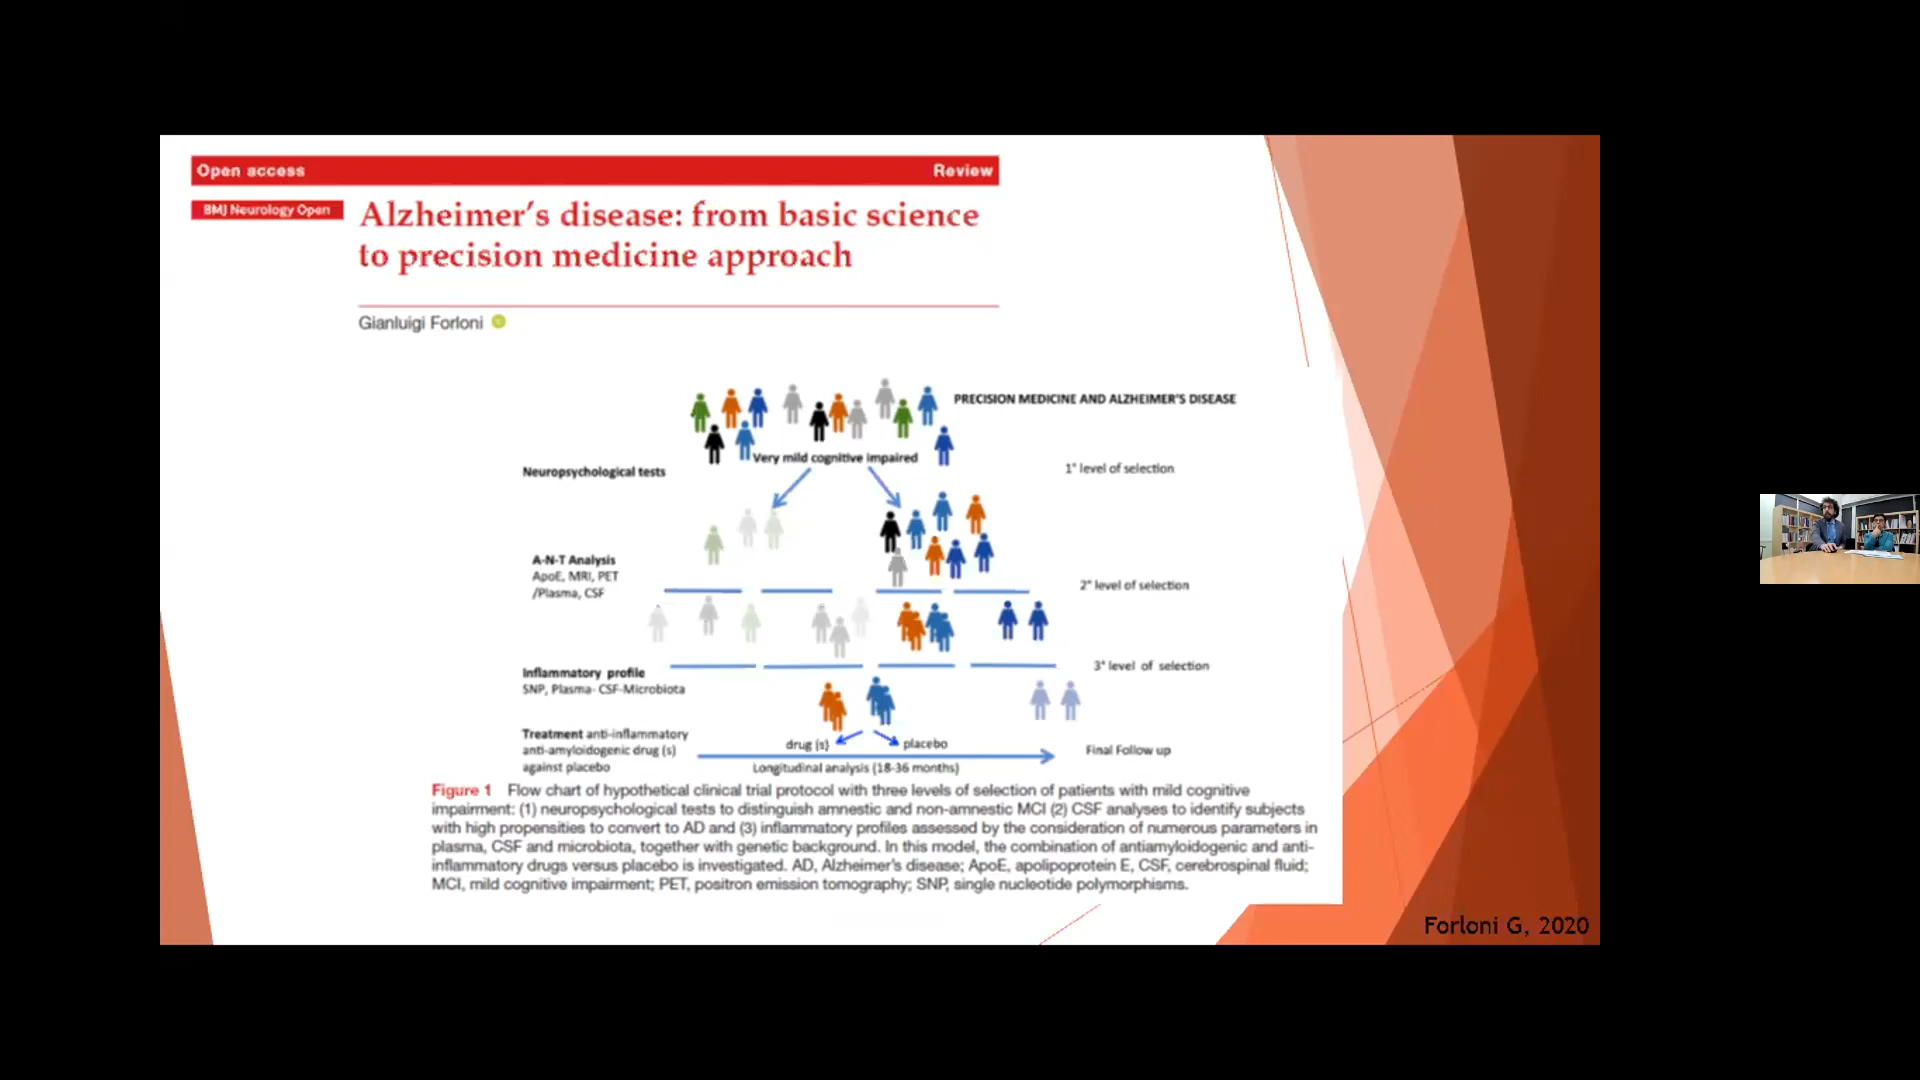 Open access Review
BMJ Neurology Open
Alzheimer's disease: from basic science
to precision medicine approach
Gianluigi Forloni
PRECISION MEDICINE AND ALZHEIMER'S DISEASE
Very mild cognitive impaired
Neuropsychological tests
1° level of selection
A-N-T Analysis
ApoE, MRI, PET
/Plasma, CSF
2° level of selection
Inflammatory profile
SNP, Plasma- CSF-Microbiota
3° level of selection
Treatment anti-inflammatory
anti-amyloidogenic drug (s)
against placebo
drug (s) placebo
Longitudinal analysis (18-36 months)
Final Follow up
Figure 1 Flow chart of hypothetical clinical trial protocol with three levels of selection of patients with mild cognitive
impairment: (1) neuropsychological tests to distinguish amnestic and non-amnestic MCI (2) CSF analyses to identify subjects
with high propensities to convert to AD and (3) inflammatory profiles assessed by the consideration of numerous parameters in
plasma, CSF and microbiota, together with genetic background. In this model, the combination of antiamyloidogenic and anti-
inflammatory drugs versus placebo is investigated. AD, Alzheimer's disease; ApoE, apolipoprotein E, CSF, cerebrospinal fluid;
MCI, mild cognitive impairment; PET, positron emission tomography; SNP, single nucleotide polymorphisms.
Forloni G, 2020